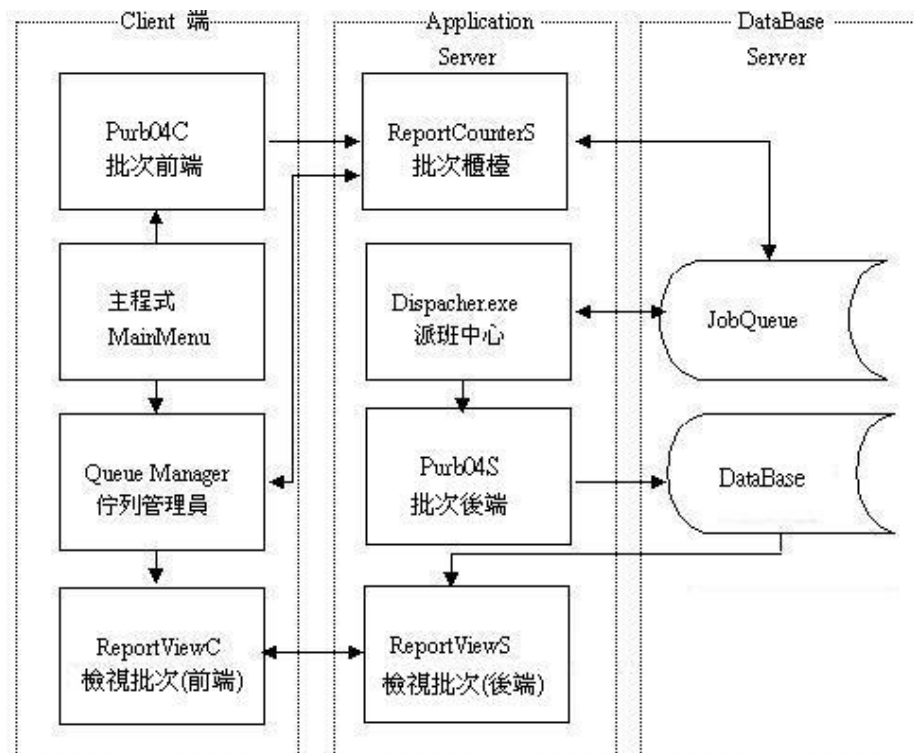 Client 端
Application
Server
DataBase
Server
Purb04C
批次前端
ReportCounterS
批次櫃檯
主程式
MainMenu
Dispacher.exe
派班中心
JobQueue
Queue Manager
佇列管理員
Purb04S
批次後端
DataBase
ReportViewC
檢視批次(前端)
ReportViewS
檢視批次(後端)